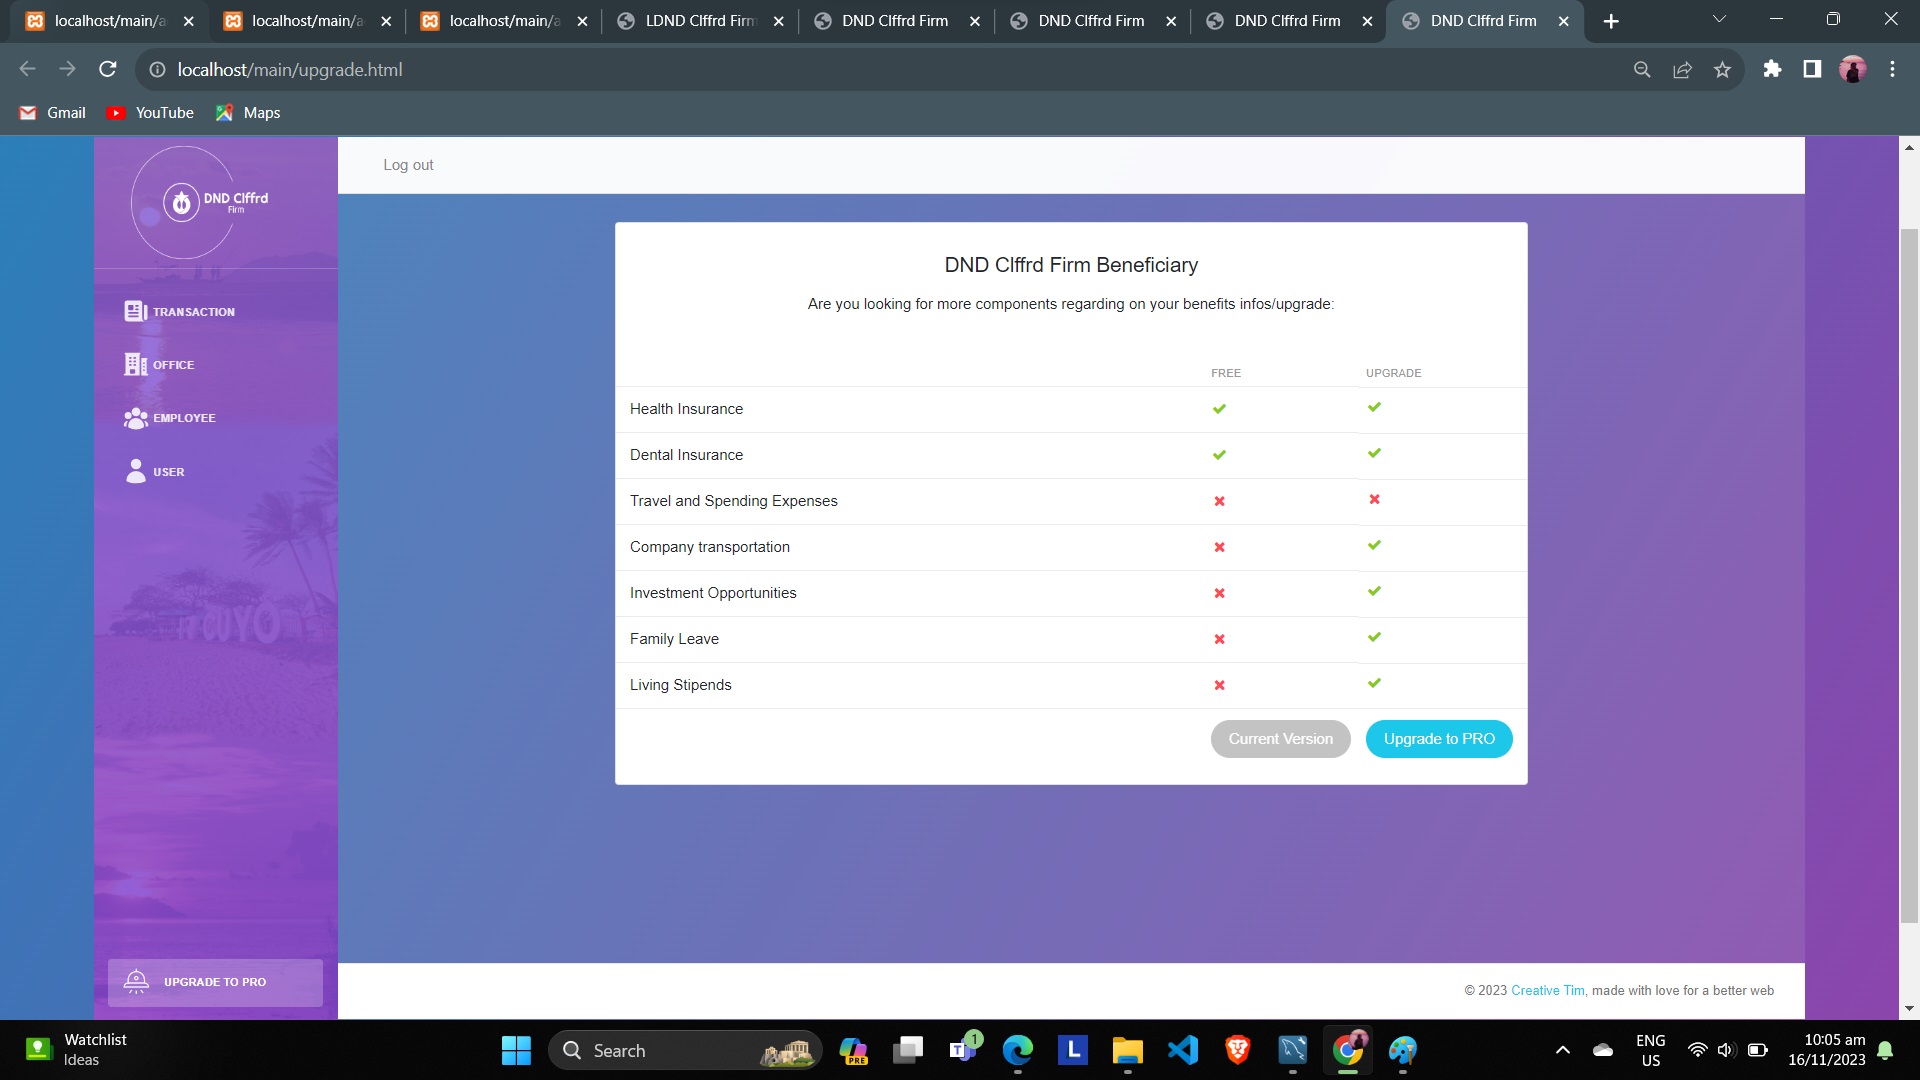 localhost/main/a
localhost/main/a
localhost/main/a
LDND Clffrd Firm
DND Clffrd Firm
DND Clffrd Firm
DND Clffrd Firm
DND Clffrd Firm
localhost/main/upgrade.html
Gmail
YouTube
Maps
DND Clffrd
Firm
TRANSACTION
OFFICE
EMPLOYEE
USER
CUYO
UPGRADE TO PRO
Log out
DND Clffrd Firm Beneficiary
Are you looking for more components regarding on your benefits infos/upgrade:
FREE UPGRADE
Health Insurance
Dental Insurance
Travel and Spending Expenses
Company transportation
Investment Opportunities
Family Leave
Living Stipends
Current Version Upgrade to PRO
© 2023 Creative Tim, made with love for a better web
Watchlist
Ideas
Search
PRE
1
L
ENG
US
10:05 am
16/11/2023